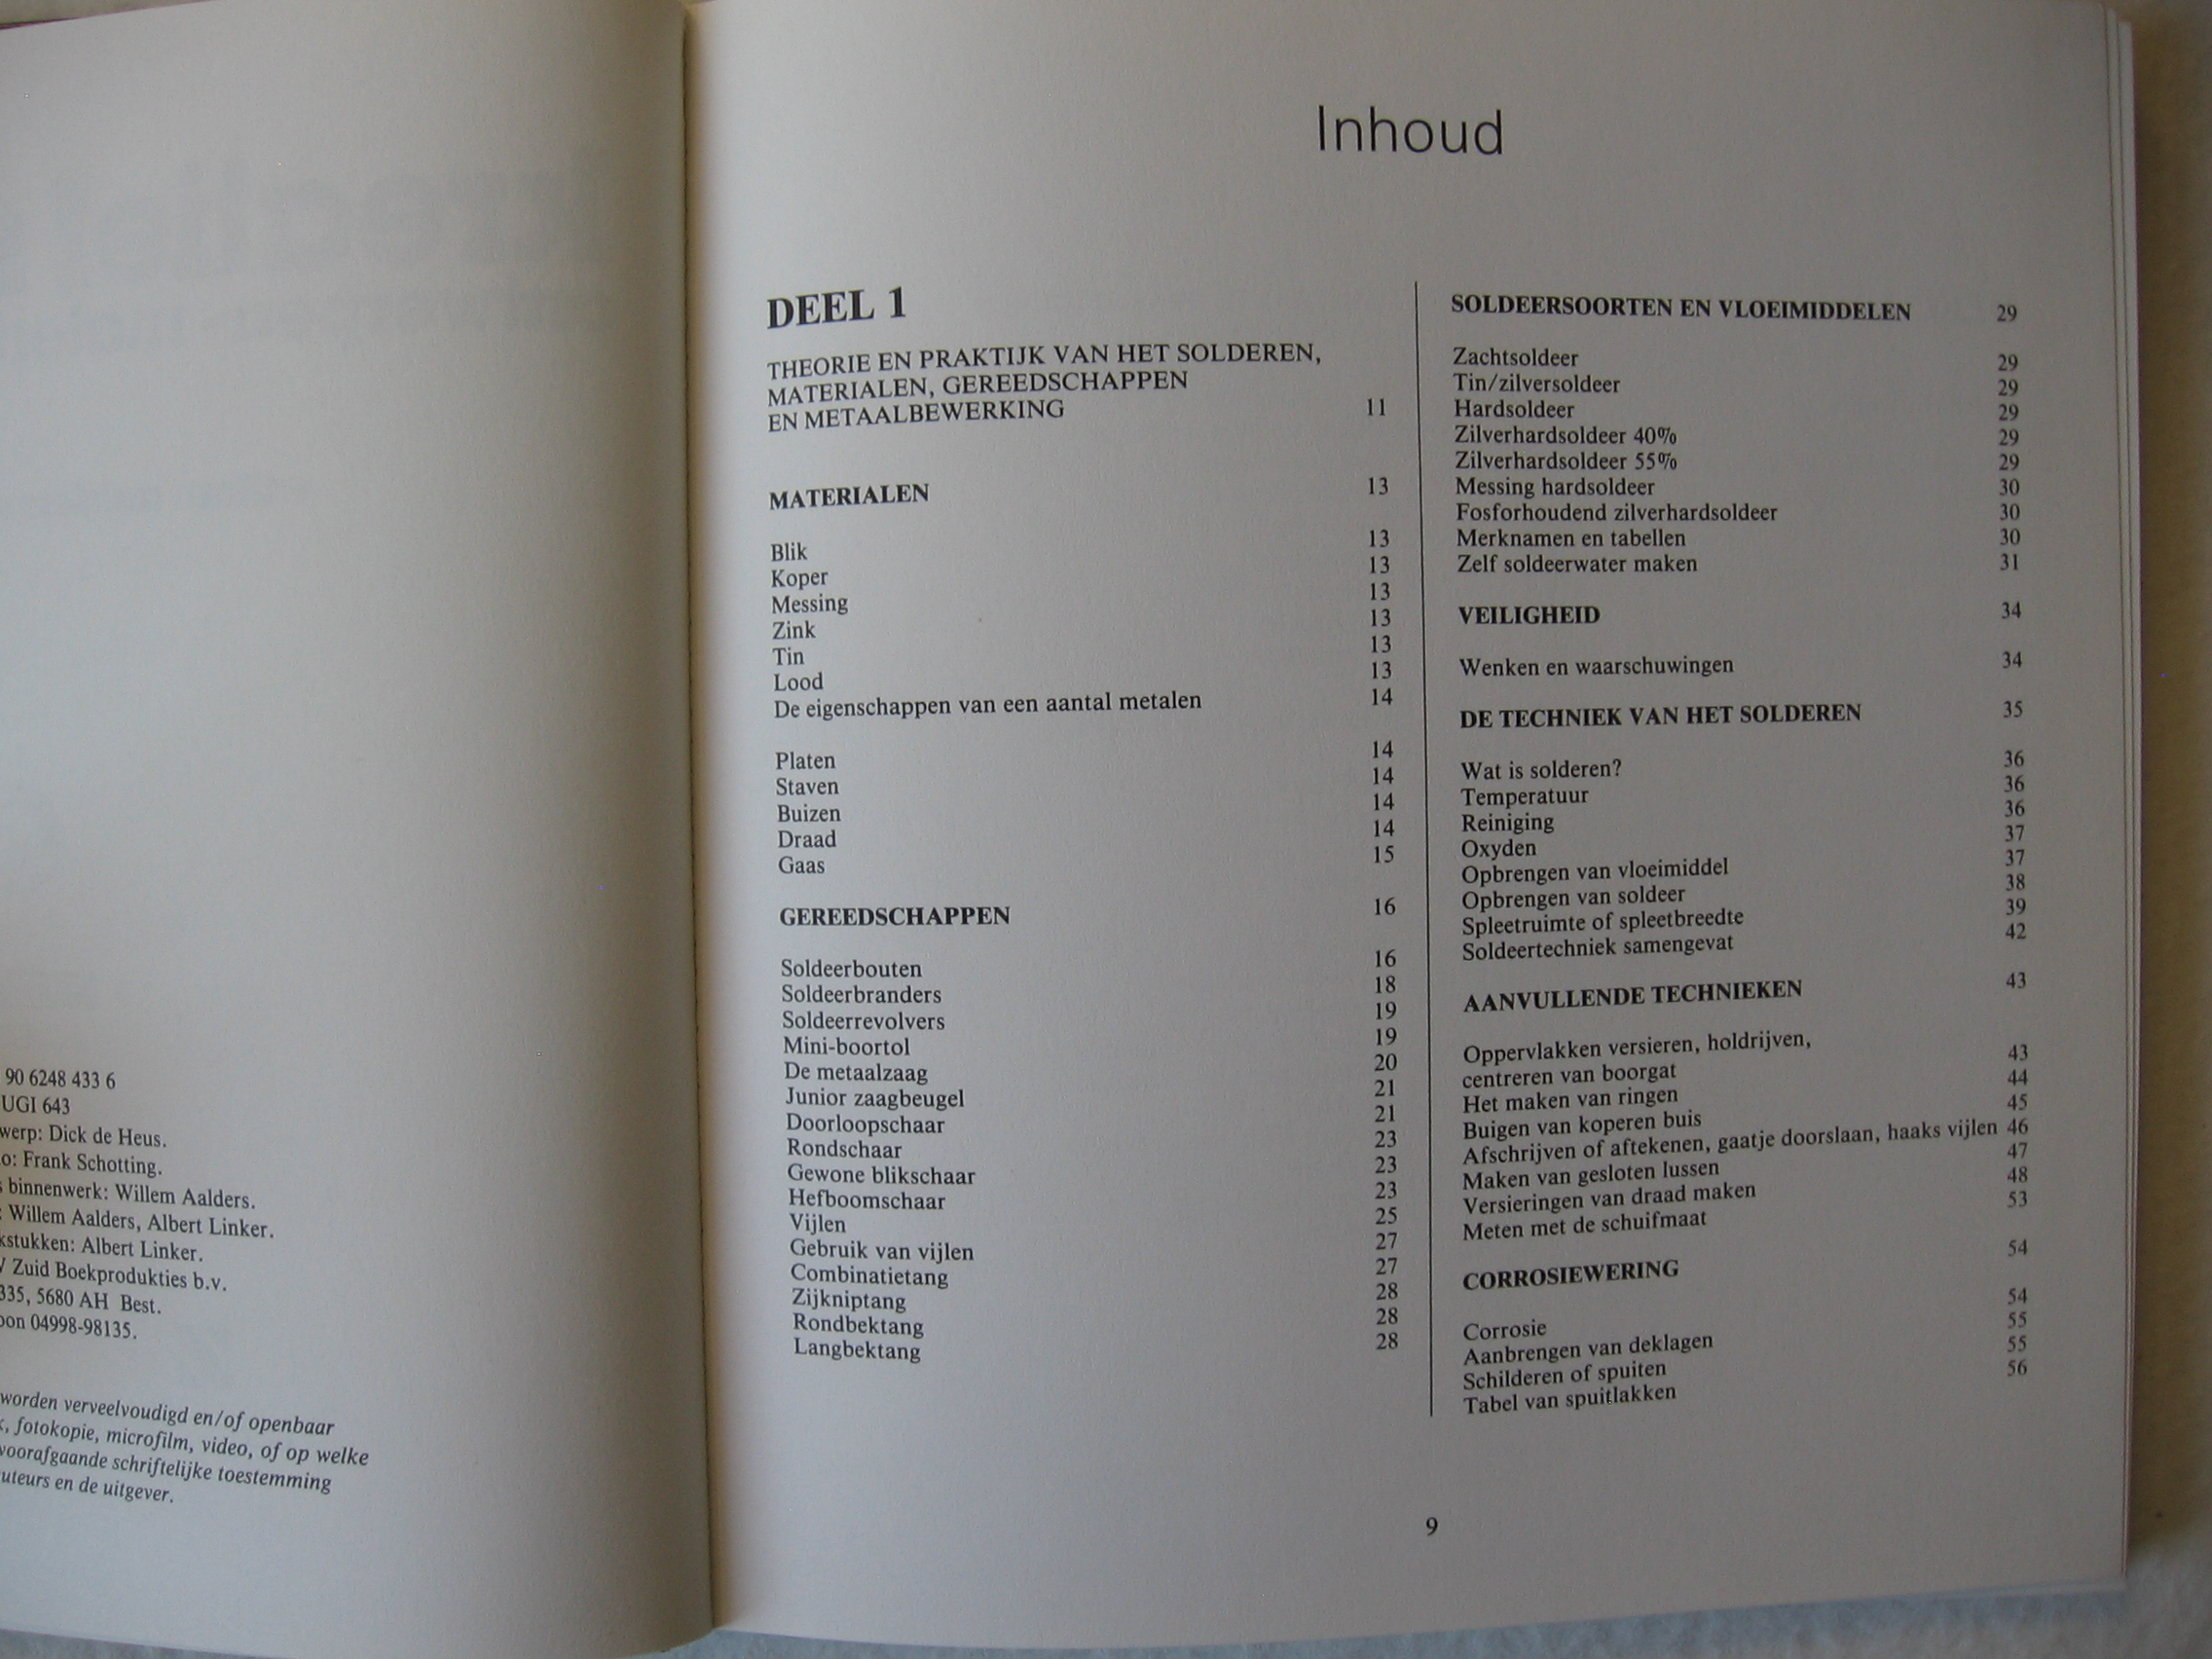 90 6248 433 6
UGI 643
werp: Dick de Heus.
o: Frank Schotting.
s binnenwerk: Willem Aalders.
: Willem Aalders, Albert Linker.
kstukken: Albert Linker.
Zuid Boekprodukties b.v.
335, 5680 AH Best.
oon 04998-98135.
worden verveelvoudigd en/of openbaar
, fotokopie, microfilm, video, of op welke
voorafgaande schriftelijke toestemming
uteurs en de uitgever.
Inhoud
DEEL 1
THEORIE EN PRAKTIJK VAN HET SOLDEREN,
MATERIALEN, GEREEDSCHAPPEN
EN METAALBEWERKING 11
MATERIALEN 13
Blik 13
Koper 13
Messing 13
Zink 13
Tin 13
Lood 13
De eigenschappen van een aantal metalen 14
Platen 14
Staven 14
Buizen 14
Draad 14
Gaas 15
GEREEDSCHAPPEN 16
Soldeerbouten 16
Soldeerbranders 18
Soldeerrevolvers 19
Mini-boortol 19
De metaalzaag 20
Junior zaagbeugel 21
Doorloopschaar 21
Rondschaar 23
Gewone blikschaar 23
Hefboomschaar 23
Vijlen 25
Gebruik van vijlen 27
Combinatietang 27
Zijkniptang 28
Rondbektang 28
Langbektang 28
SOLDEERSOORTEN EN VLOEIMIDDELEN 29
Zachtsoldeer 29
Tin/zilversoldeer 29
Hardsoldeer 29
Zilverhardsoldeer 40% 29
Zilverhardsoldeer 55% 29
Messing hardsoldeer 30
Fosforhoudend zilverhardsoldeer 30
Merknamen en tabellen 30
Zelf soldeerwater maken 31
VEILIGHEID 34
Wenken en waarschuwingen 34
DE TECHNIEK VAN HET SOLDEREN 35
Wat is solderen? 36
Temperatuur 36
Reiniging 36
Oxyden 37
Opbrengen van vloeimiddel 37
Opbrengen van soldeer 38
Spleetruimte of spleetbreedte 39
Soldeertechniek samengevat 42
AANVULLENDE TECHNIEKEN 43
Oppervlakken versieren, holdrijven,
centreren van boorgat 43
Het maken van ringen 44
Buigen van koperen buis 45
Afschrijven of aftekenen, gaatje doorslaan, haaks vijlen 46
Maken van gesloten lussen 47
Versieringen van draad maken 48
Meten met de schuifmaat 53
CORROSIEWERING 54
Corrosie 54
Aanbrengen van deklagen 55
Schilderen of spuiten 55
Tabel van spuitlakken 56
9